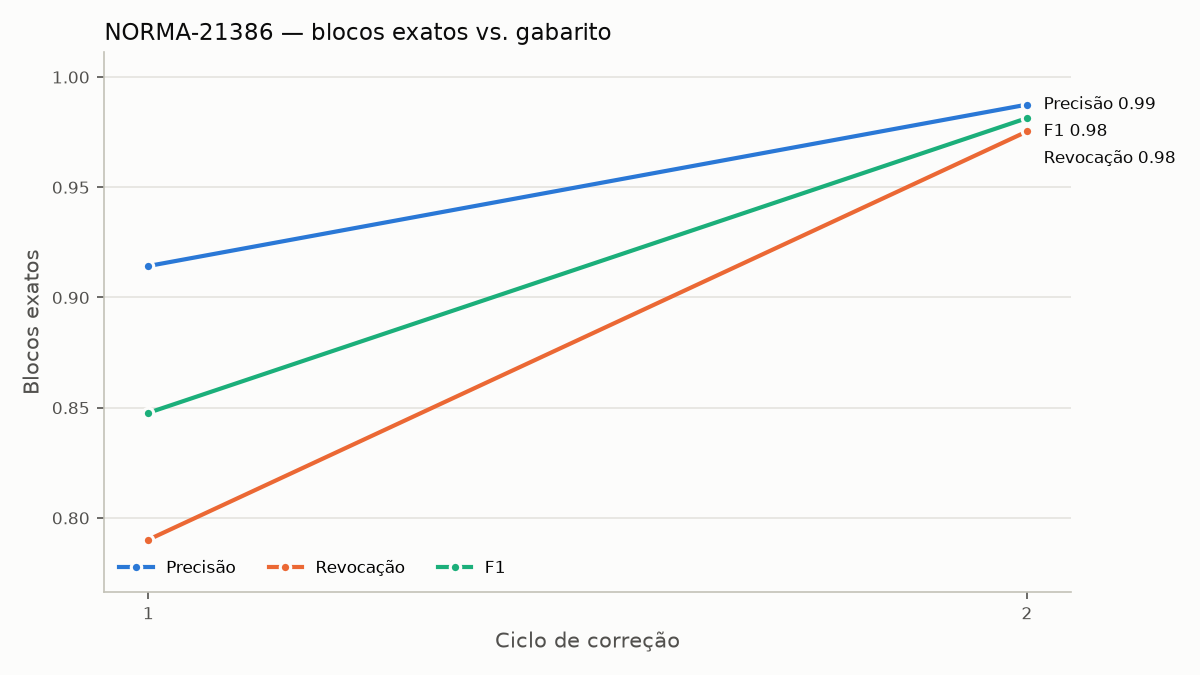 NORMA-21386 — blocos exatos vs. gabarito
Blocos exatos
1.00
0.95
0.90
0.85
0.80
Precisão 0.99
F1 0.98
Revocação 0.98
Precisão
Revocação
F1
1
2
Ciclo de correção